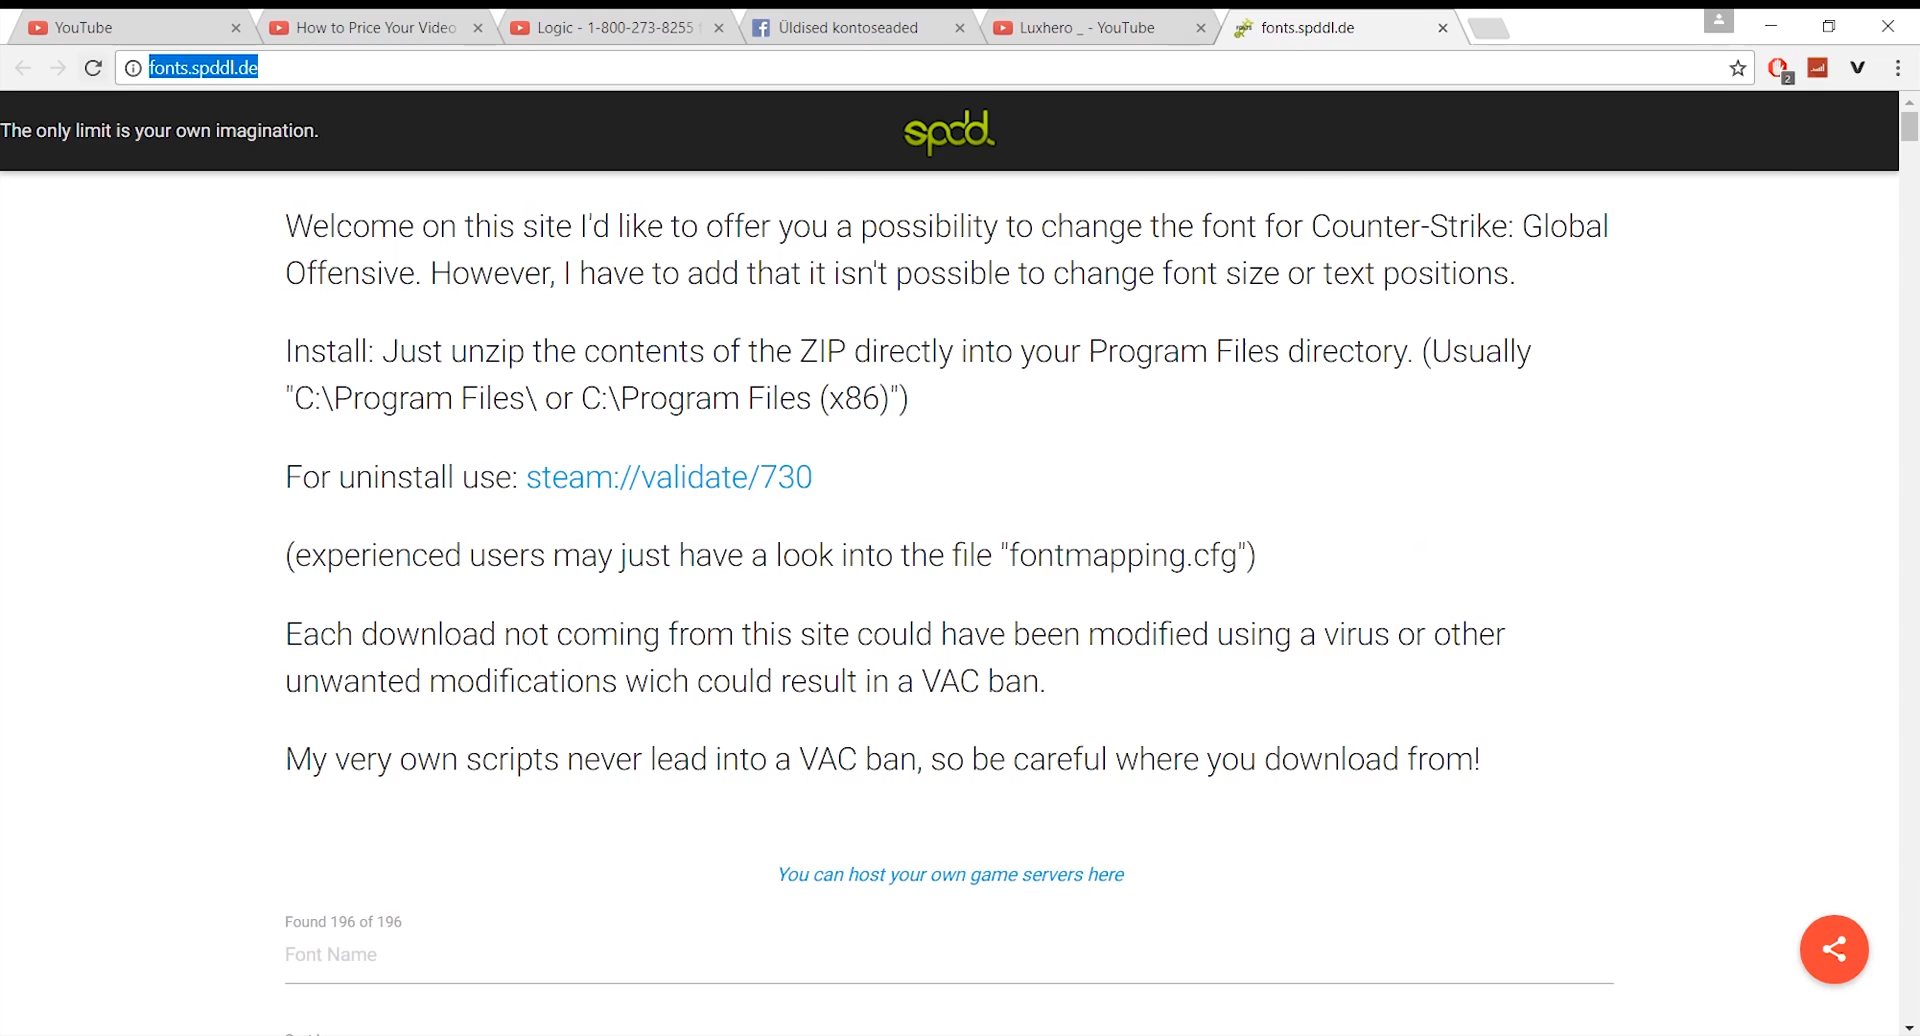 YouTube
How to Price Your Video
Logic - 1-800-273-8255
Üldised kontoseaded
Luxhero _ - YouTube
fonts.spddl.de
fonts.spddl.de
2
The only limit is your own imagination.
spdd.
Welcome on this site I'd like to offer you a possibility to change the font for Counter-Strike: Global
Offensive. However, I have to add that it isn't possible to change font size or text positions.
Install: Just unzip the contents of the ZIP directly into your Program Files directory. (Usually
"C:\Program Files\ or C:\Program Files (x86)")
For uninstall use: steam://validate/730
(experienced users may just have a look into the file "fontmapping.cfg")
Each download not coming from this site could have been modified using a virus or other
unwanted modifications wich could result in a VAC ban.
My very own scripts never lead into a VAC ban, so be careful where you download from!
You can host your own game servers here
Found 196 of 196
Font Name